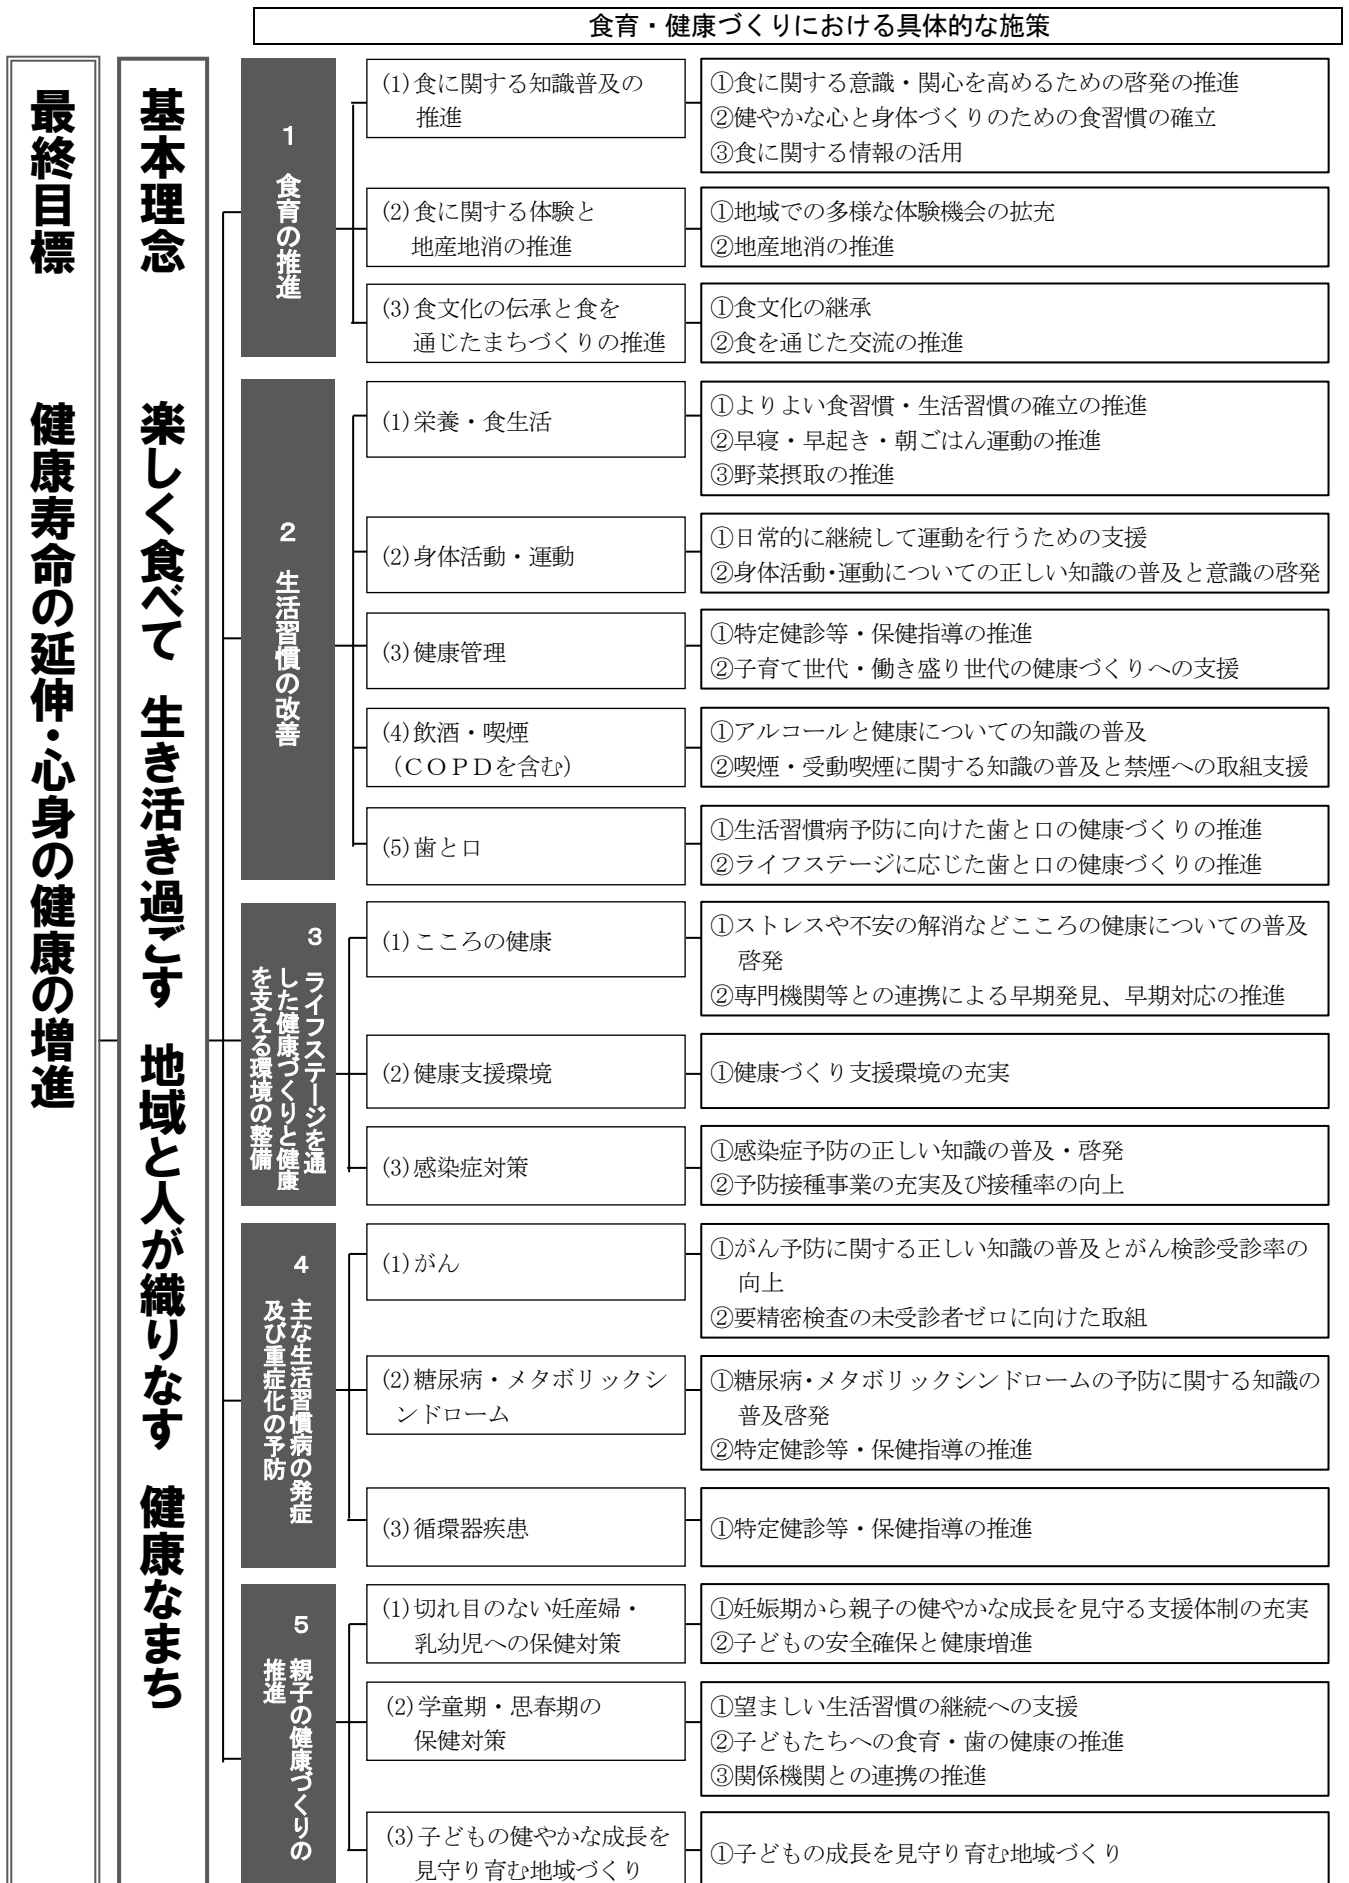 食育・健康づくりにおける具体的な施策
最終目標　健康寿命の延伸・心身の健康の増進
基本理念　楽しく食べて　生き活き過ごす　地域と人が織りなす　健康なまち
1　食育の推進
(1)食に関する知識普及の
推進
①食に関する意識・関心を高めるための啓発の推進
②健やかな心と身体づくりのための食習慣の確立
③食に関する情報の活用
(2)食に関する体験と
地産地消の推進
①地域での多様な体験機会の拡充
②地産地消の推進
(3)食文化の伝承と食を
通じたまちづくりの推進
①食文化の継承
②食を通じた交流の推進
2　生活習慣の改善
(1)栄養・食生活
①よりよい食習慣・生活習慣の確立の推進
②早寝・早起き・朝ごはん運動の推進
③野菜摂取の推進
(2)身体活動・運動
①日常的に継続して運動を行うための支援
②身体活動・運動についての正しい知識の普及と意識の啓発
(3)健康管理
①特定健診等・保健指導の推進
②子育て世代・働き盛り世代の健康づくりへの支援
(4)飲酒・喫煙
（ＣＯＰＤを含む）
①アルコールと健康についての知識の普及
②喫煙・受動喫煙に関する知識の普及と禁煙への取組支援
(5)歯と口
①生活習慣病予防に向けた歯と口の健康づくりの推進
②ライフステージに応じた歯と口の健康づくりの推進
3　ライフステージを通
した健康づくりと健康
を支える環境の整備
(1)こころの健康
①ストレスや不安の解消などこころの健康についての普及
啓発
②専門機関等との連携による早期発見、早期対応の推進
(2)健康支援環境
①健康づくり支援環境の充実
(3)感染症対策
①感染症予防の正しい知識の普及・啓発
②予防接種事業の充実及び接種率の向上
4　主な生活習慣病の発症
及び重症化の予防
(1)がん
①がん予防に関する正しい知識の普及とがん検診受診率の
向上
②要精密検査の未受診者ゼロに向けた取組
(2)糖尿病・メタボリックシ
ンドローム
①糖尿病・メタボリックシンドロームの予防に関する知識の
普及啓発
②特定健診等・保健指導の推進
(3)循環器疾患
①特定健診等・保健指導の推進
5　親子の健康づくりの
推進
(1)切れ目のない妊産婦・
乳幼児への保健対策
①妊娠期から親子の健やかな成長を見守る支援体制の充実
②子どもの安全確保と健康増進
(2)学童期・思春期の
保健対策
①望ましい生活習慣の継続への支援
②子どもたちへの食育・歯の健康の推進
③関係機関との連携の推進
(3)子どもの健やかな成長を
見守り育む地域づくり
①子どもの成長を見守り育む地域づくり